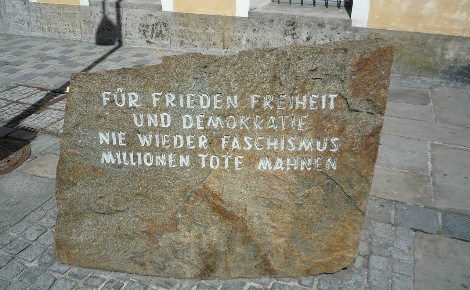 FÜR FRIEDEN FREIHEIT
UND DEMOKRATIE
NIE WIEDER FASCHISMUS
MILLIONEN TOTE MAHNEN